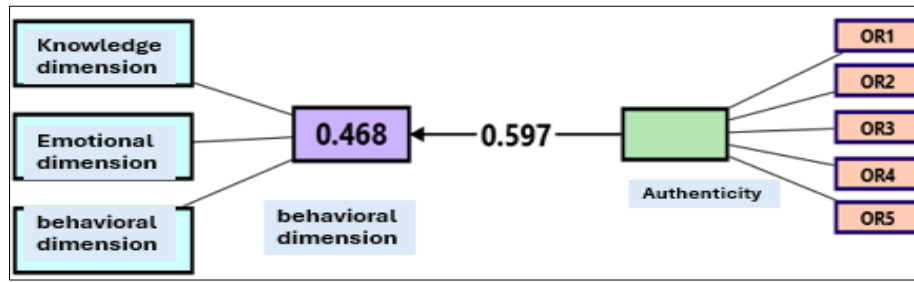 Knowledge
dimension
Emotional
dimension
behavioral
dimension
0.468
behavioral
dimension
0.597
Authenticity
OR1
OR2
OR3
OR4
OR5